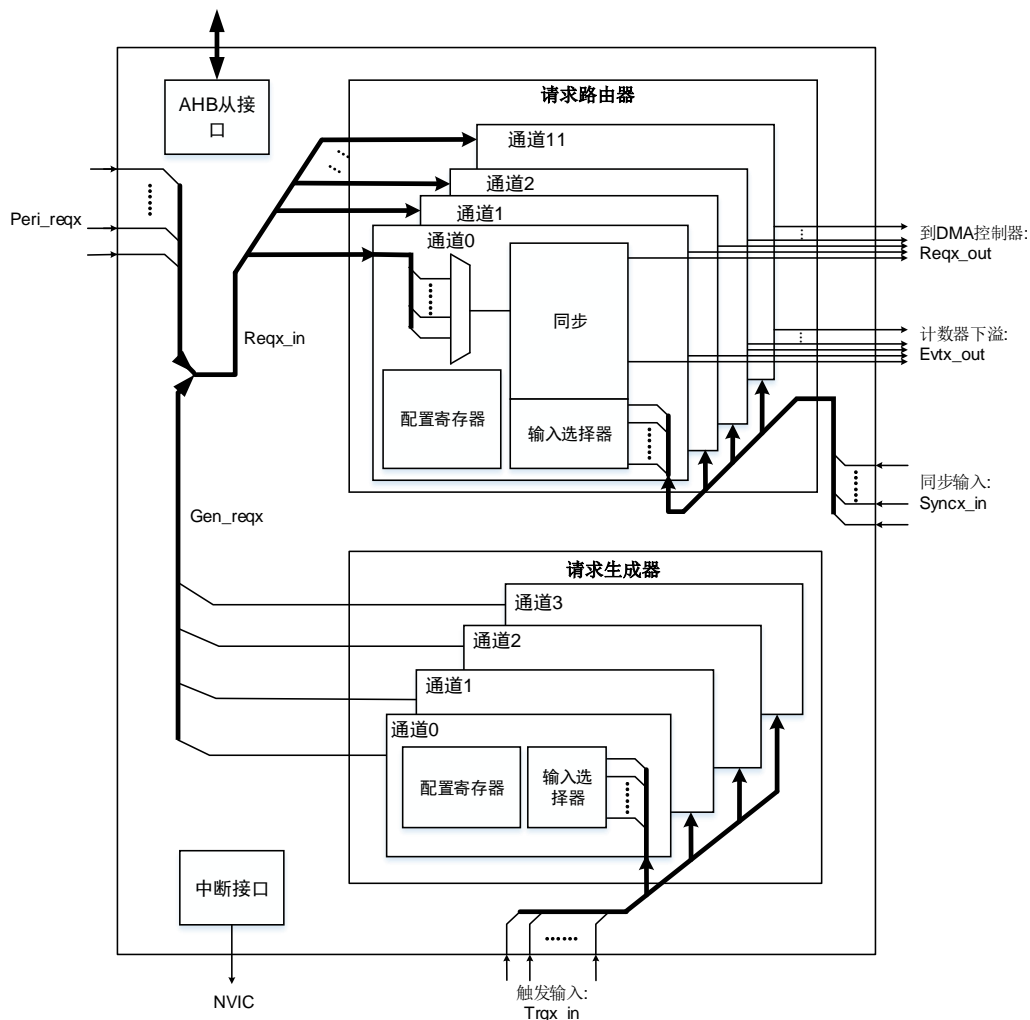 AHB从接
口
请求路由器
通道11
通道2
通道1
通道0
Peri_reqx
到DMA控制器:
Reqx_out
同步
Reqx_in
计数器下溢:
Evtx_out
配置寄存器
输入选择器
同步输入:
Syncx_in
Gen_reqx
请求生成器
通道3
通道2
通道1
通道0
配置寄存器
输入选
择器
中断接口
NVIC
触发输入:
Trgx_in